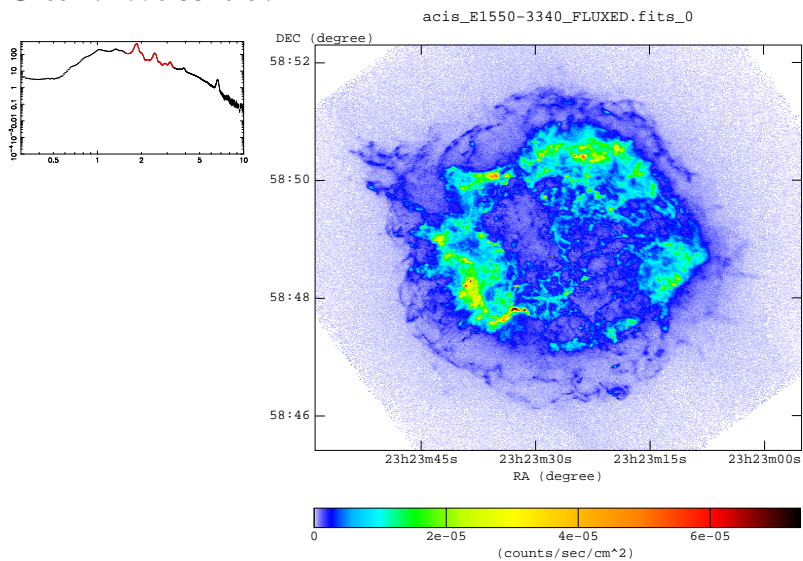 acis_E1550-3340_FLUXED.fits_0
DEC (degree)
58:52
58:50
58:48
58:46
23h23m45s 23h23m30s 23h23m15s 23h23m00s
RA (degree)
0 2e-05 4e-05 6e-05
(counts/sec/cm^2)
100
10
1
0.1
0.01
10⁻³
10⁻⁴
0.5 1 2 5 10